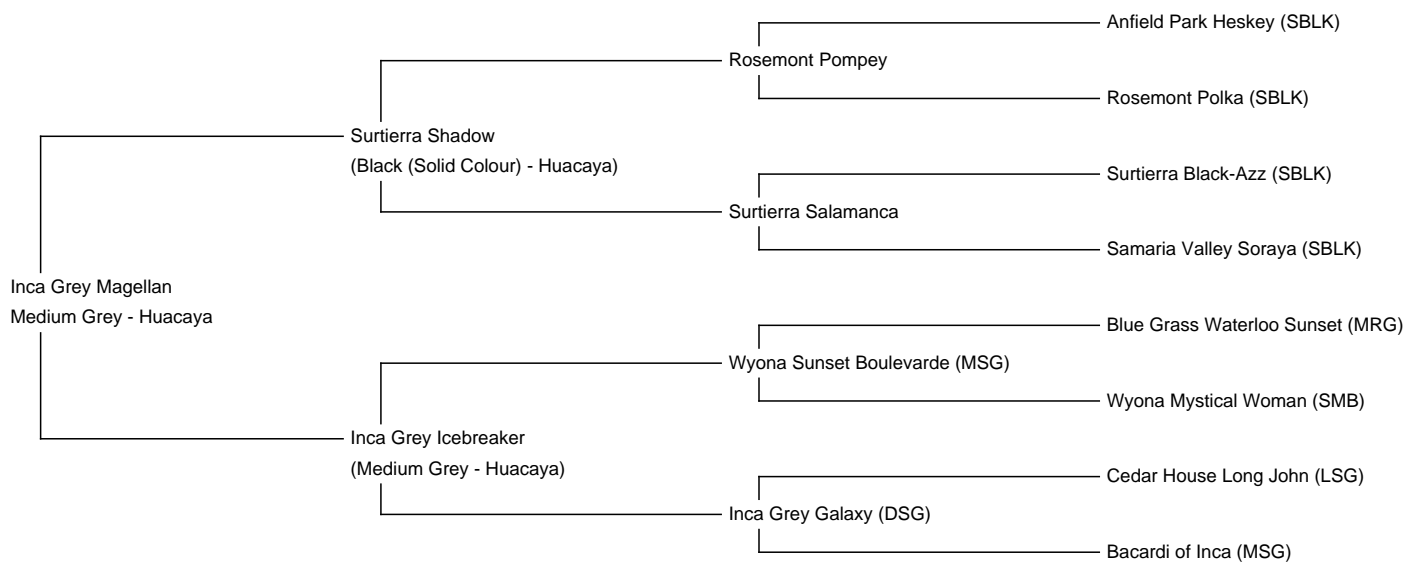 Anfield Park Heskey (SBLK)
Rosemont Pompey
Rosemont Polka (SBLK)
Surtierra Shadow
(Black (Solid Colour) - Huacaya)
Surtierra Black-Azz (SBLK)
Surtierra Salamanca
Samaria Valley Soraya (SBLK)
Inca Grey Magellan
Medium Grey - Huacaya
Blue Grass Waterloo Sunset (MRG)
Wyona Sunset Boulevarde (MSG)
Wyona Mystical Woman (SMB)
Inca Grey Icebreaker
(Medium Grey - Huacaya)
Cedar House Long John (LSG)
Inca Grey Galaxy (DSG)
Bacardi of Inca (MSG)